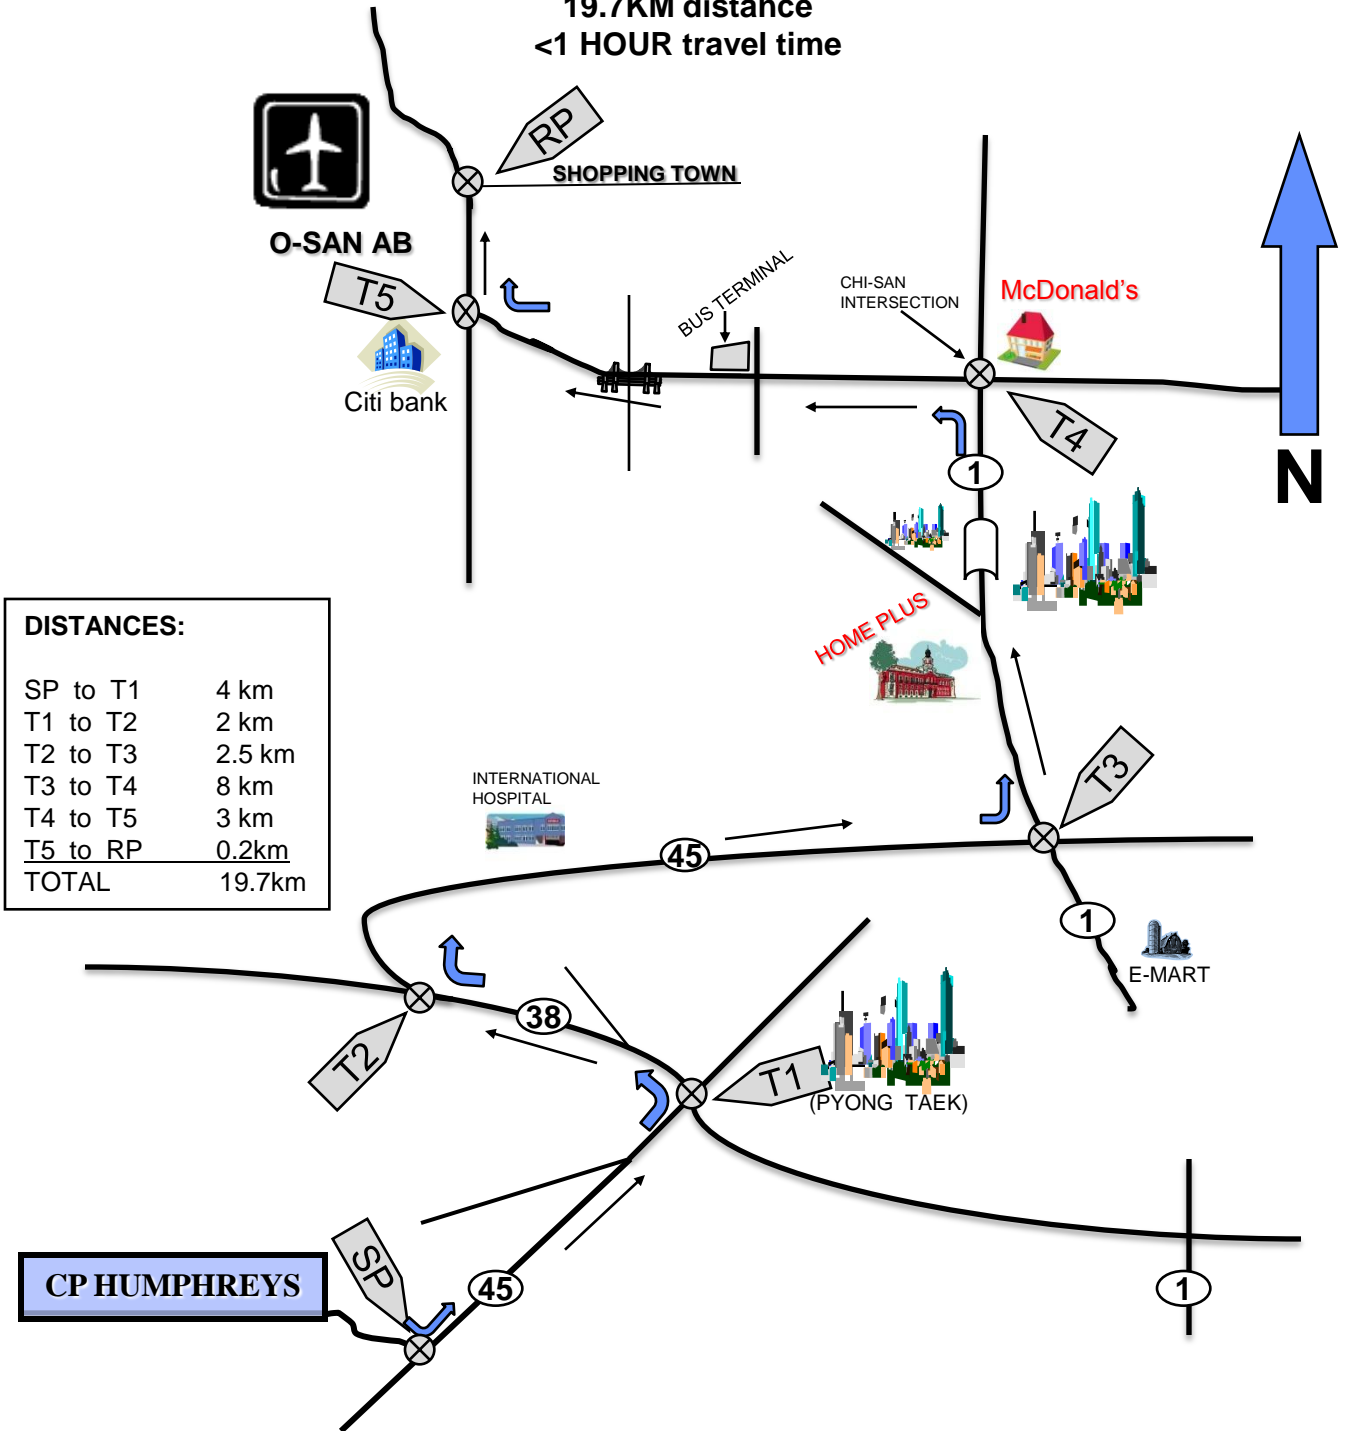 19.7KM distance
<1 HOUR travel time
RP
SHOPPING TOWN
O-SAN AB
T5
BUS TERMINAL
CHI-SAN
INTERSECTION
McDonald's
Citi bank
T4
1
N
HOME PLUS
DISTANCES:
SP to T1 4 km
T1 to T2 2 km
T2 to T3 2.5 km
T3 to T4 8 km
T4 to T5 3 km
T5 to RP 0.2km
TOTAL 19.7km
INTERNATIONAL
HOSPITAL
T3
45
1
E-MART
38
T2
T1
(PYONG TAEK)
SP
CP HUMPHREYS
45
1